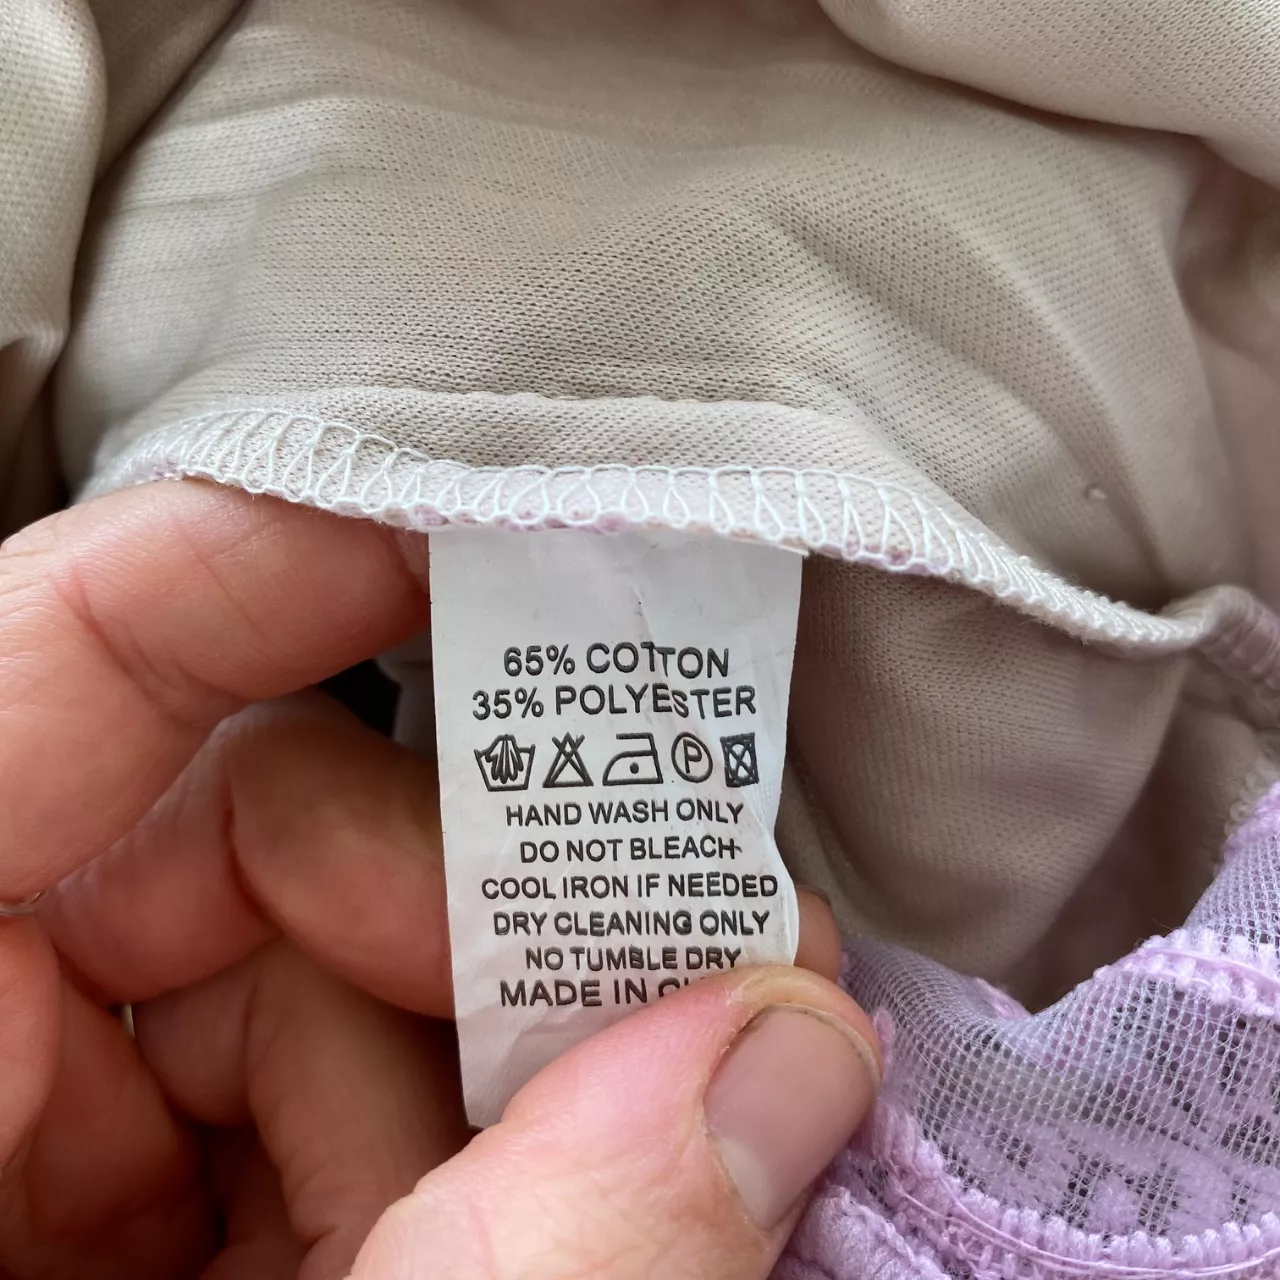 65% COTTON
35% POLYESTER
P
HAND WASH ONLY
DO NOT BLEACH
COOL IRON IF NEEDED
DRY CLEANING ONLY
NO TUMBLE DRY
MADE IN